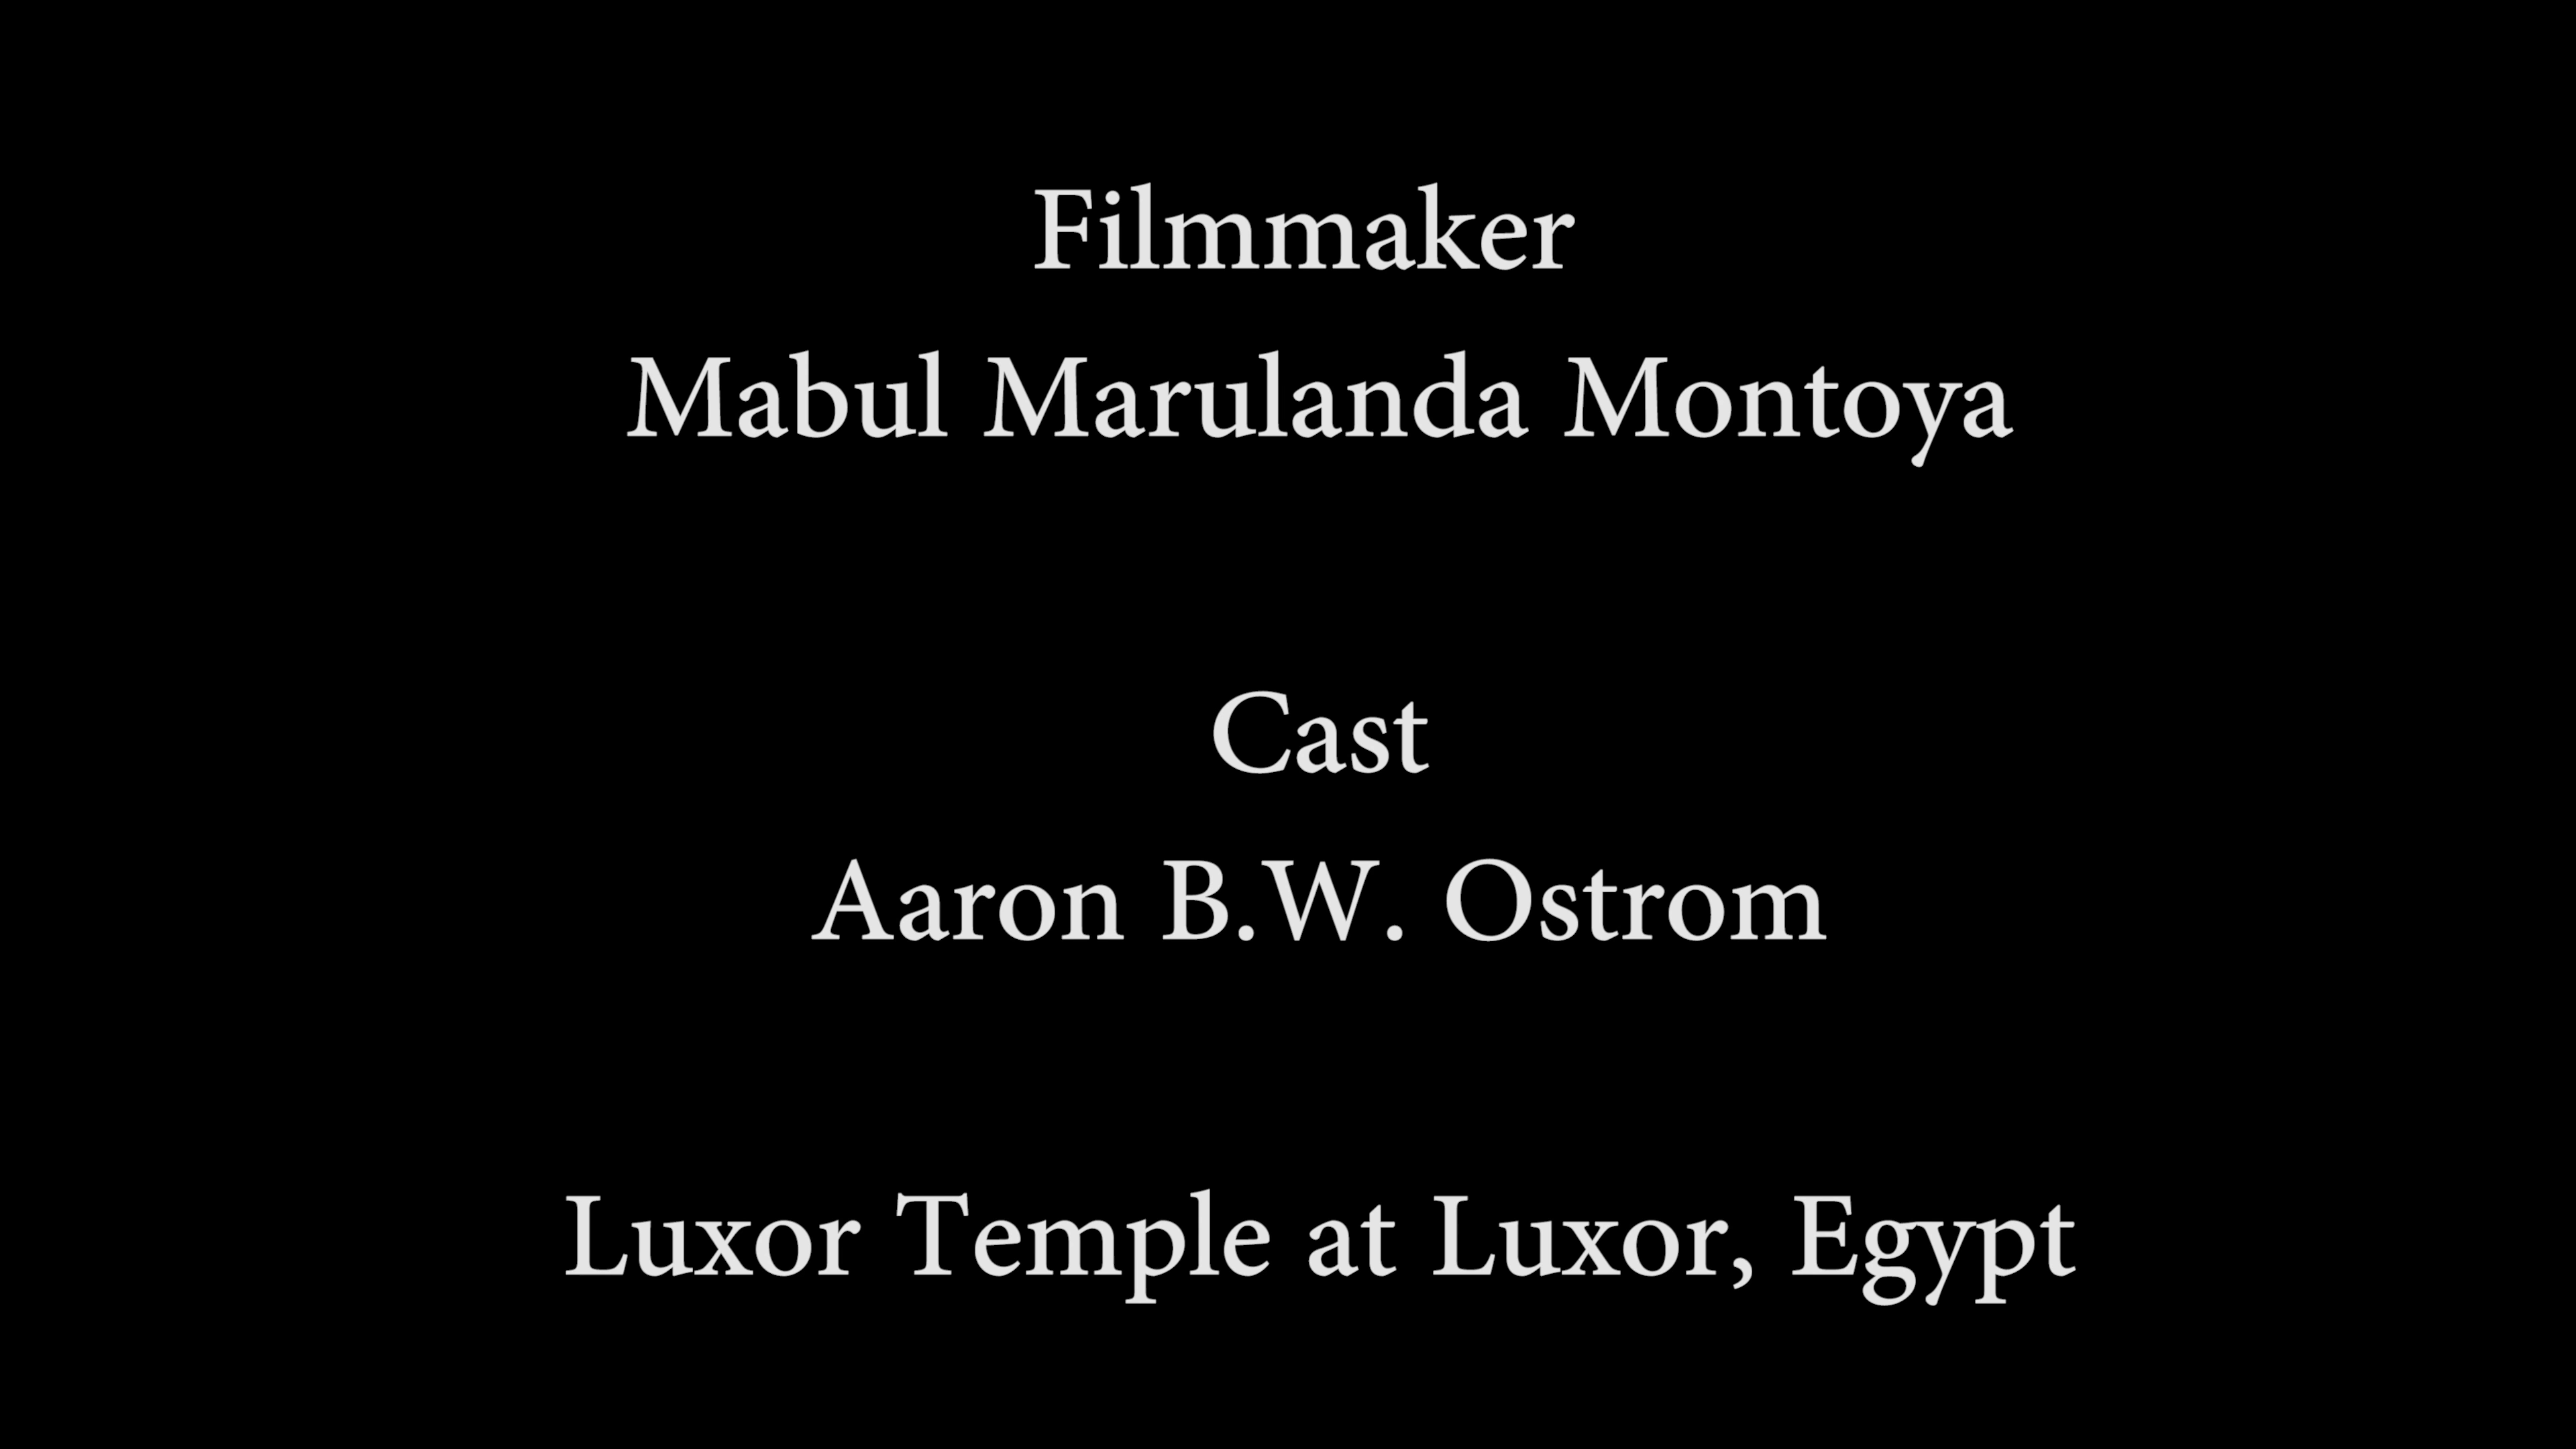 Filmmaker
Mabul Marulanda Montoya
Cast
Aaron B.W. Ostrom
Luxor Temple at Luxor, Egypt